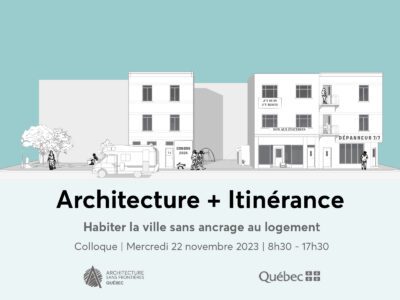 DÉPANNEUR 7/7
Architecture + Itinérance
Habiter la ville sans ancrage au logement
Colloque | Mercredi 22 novembre 2023 | 8h30 - 17h30
ARCHITECTURE
SANS FRONTIÈRES
QUÉBEC
Québec